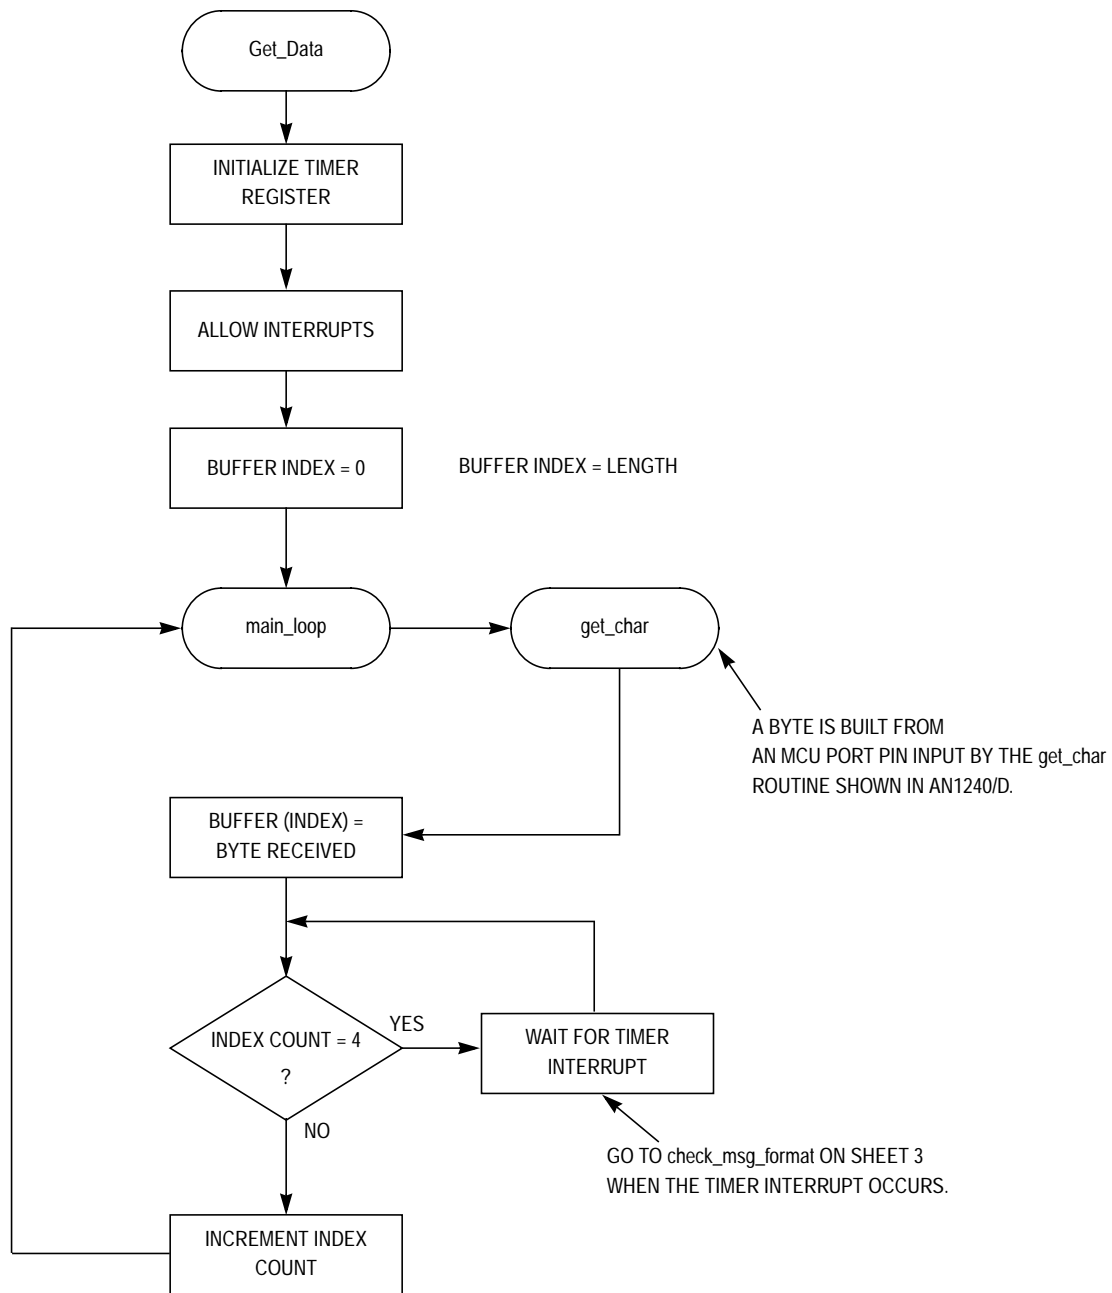 Get_Data
INITIALIZE TIMER
REGISTER
ALLOW INTERRUPTS
BUFFER INDEX = 0
BUFFER INDEX = LENGTH
main_loop
get_char
A BYTE IS BUILT FROM
AN MCU PORT PIN INPUT BY THE get_char
ROUTINE SHOWN IN AN1240/D.
BUFFER (INDEX) =
BYTE RECEIVED
INDEX COUNT = 4
?
YES
WAIT FOR TIMER
INTERRUPT
NO
GO TO check_msg_format ON SHEET 3
WHEN THE TIMER INTERRUPT OCCURS.
INCREMENT INDEX
COUNT